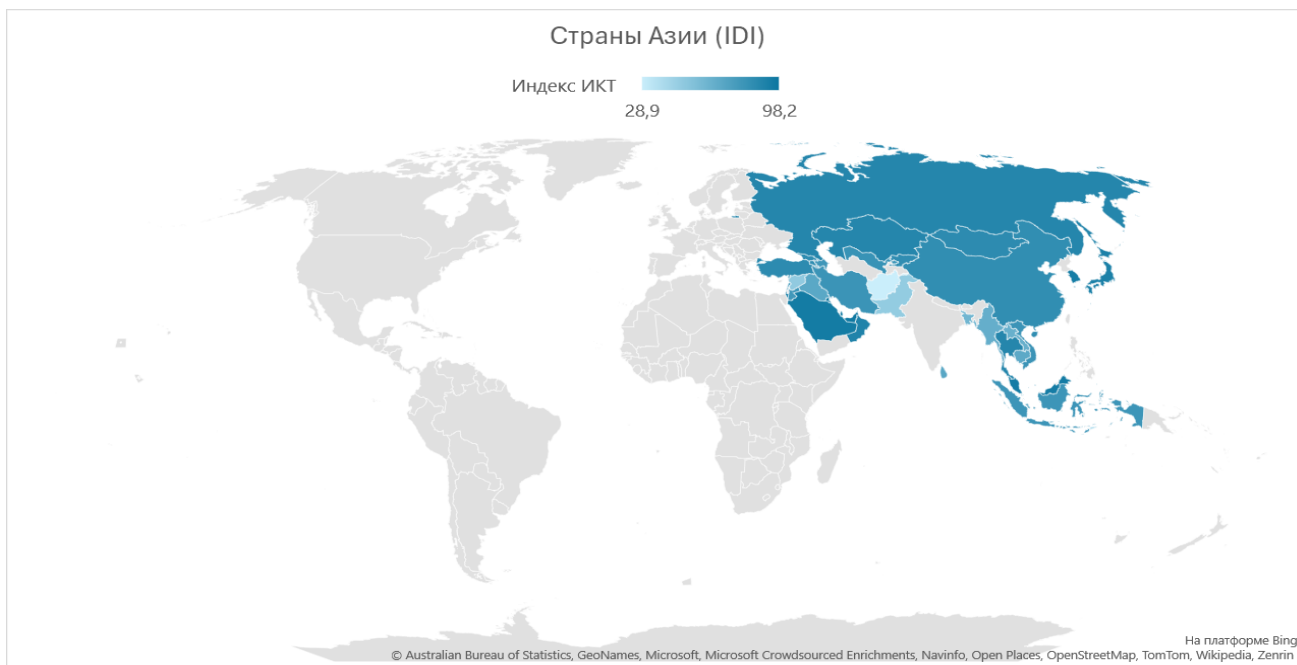 Страны Азии (IDI)
Индекс ИКТ
28,9 98,2
На платформе Bing
© Australian Bureau of Statistics, GeoNames, Microsoft, Microsoft Crowdsourced Enrichments, Navinfo, Open Places, OpenStreetMap, TomTom, Wikipedia, Zenrin